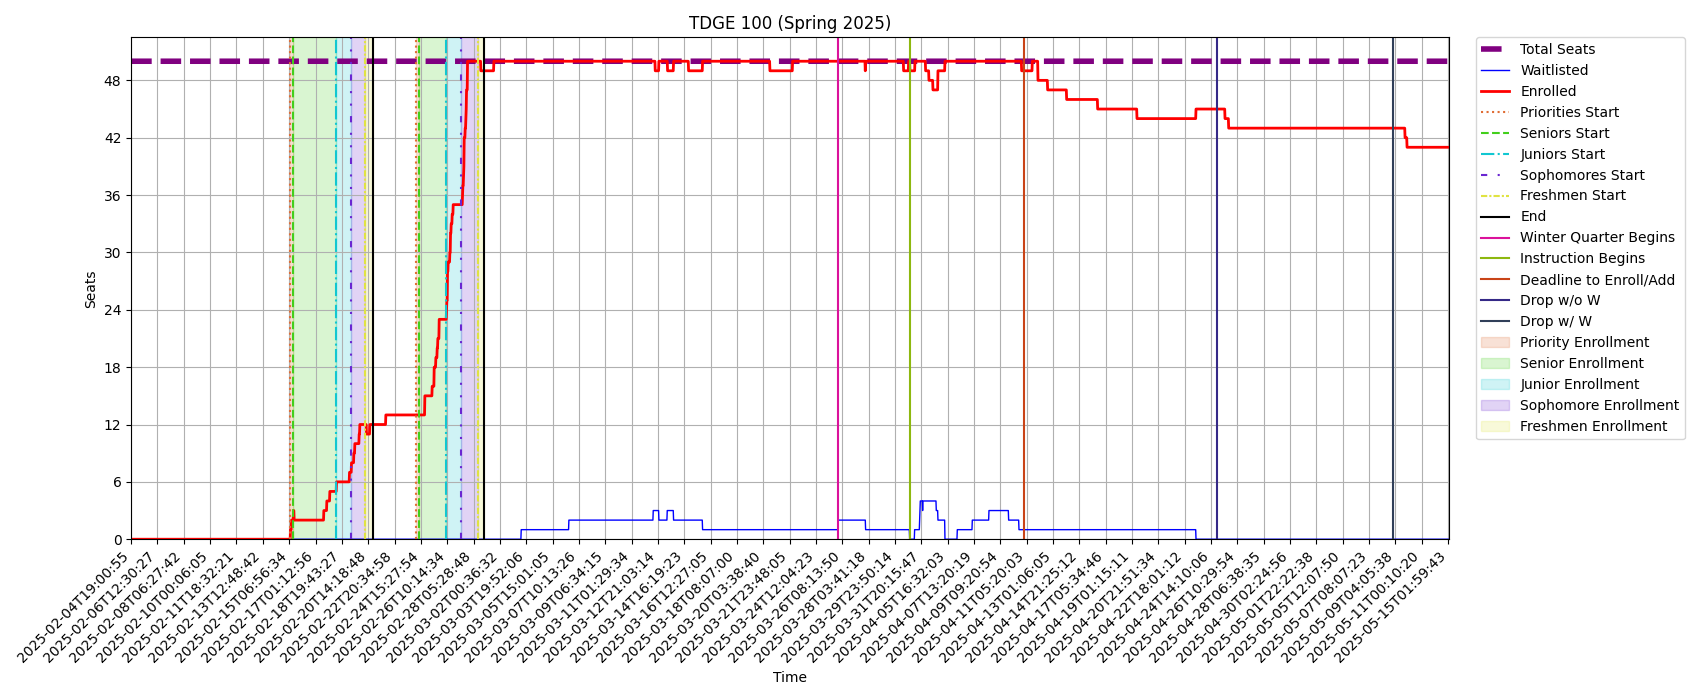 TDGE 100 (Spring 2025)
Total Seats
Waitlisted
Enrolled
Priorities Start
Seniors Start
Juniors Start
Sophomores Start
Freshmen Start
End
Winter Quarter Begins
Instruction Begins
Deadline to Enroll/Add
Drop w/o W
Drop w/ W
Priority Enrollment
Senior Enrollment
Junior Enrollment
Sophomore Enrollment
Freshmen Enrollment
Seats
48
42
36
30
24
18
12
6
0
2025-02-04T19:00:55
2025-02-06T12:30:27
2025-02-08T06:27:42
2025-02-10T00:06:05
2025-02-11T18:32:21
2025-02-13T12:48:42
2025-02-15T06:56:34
2025-02-17T01:12:56
2025-02-18T19:43:27
2025-02-20T14:18:48
2025-02-22T20:34:58
2025-02-24T15:27:54
2025-02-26T10:14:34
2025-02-28T05:28:48
2025-03-02T00:36:32
2025-03-03T19:52:06
2025-03-05T15:01:05
2025-03-07T10:13:26
2025-03-09T06:34:15
2025-03-11T01:29:34
2025-03-12T21:03:14
2025-03-14T16:19:23
2025-03-16T12:27:05
2025-03-18T08:07:00
2025-03-20T03:38:40
2025-03-21T23:48:05
2025-03-24T12:04:23
2025-03-26T08:13:50
2025-03-28T03:41:18
2025-03-29T23:50:14
2025-03-31T20:15:47
2025-04-05T16:32:03
2025-04-07T13:20:19
2025-04-09T09:20:54
2025-04-11T05:20:03
2025-04-13T01:06:05
2025-04-14T21:25:12
2025-04-17T05:34:46
2025-04-19T01:15:11
2025-04-20T21:51:34
2025-04-22T18:01:12
2025-04-24T14:10:06
2025-04-26T10:29:54
2025-04-28T06:38:35
2025-04-30T02:24:56
2025-05-01T22:22:38
2025-05-05T12:07:50
2025-05-07T08:07:23
2025-05-09T04:05:38
2025-05-11T00:10:20
2025-05-15T01:59:43
Time